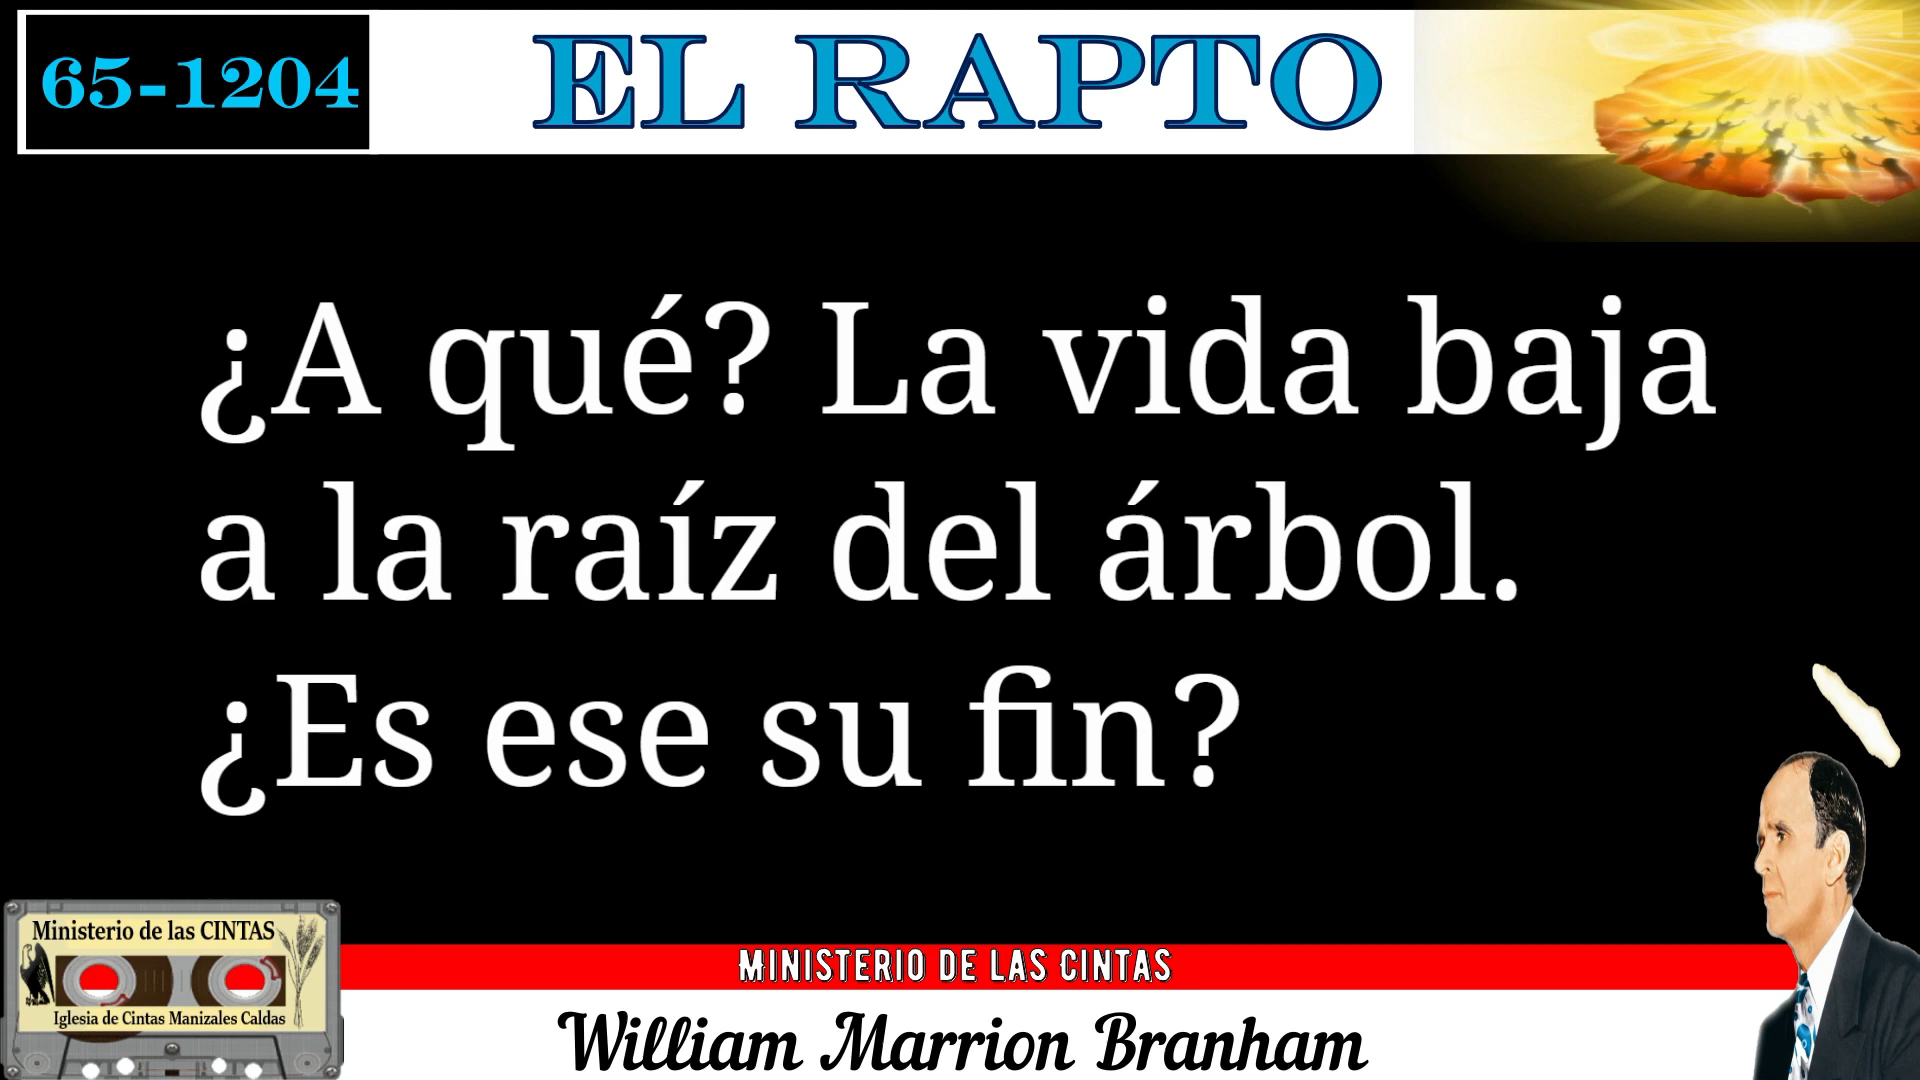 65-1204
EL RAPTO
¿A qué? La vida baja
a la raíz del árbol.
¿Es ese su fin?
Ministerio de las CINTAS
Iglesia de Cintas Manizales Caldas
MINISTERIO DE LAS CINTAS
William Marrion Branham